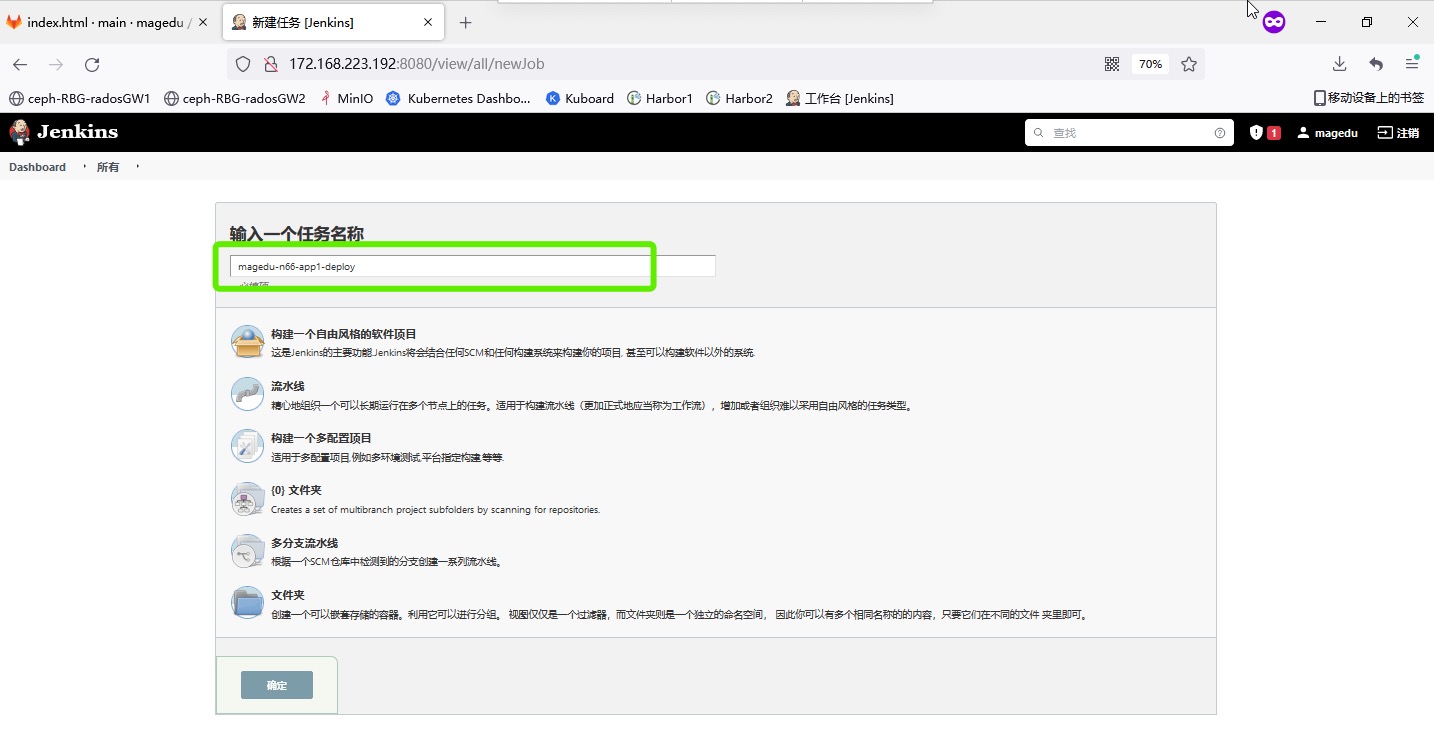 index.html · main · magedu /
新建任务 [Jenkins]
172.168.223.192:8080/view/all/newJob
70%
ceph-RBG-radosGW1
ceph-RBG-radosGW2
MinIO
Kubernetes Dashbo...
Kuboard
Harbor1
Harbor2
工作台 [Jenkins]
移动设备上的书签
Jenkins
查找
1
magedu
注销
Dashboard
所有
输入一个任务名称
magedu-n66-app1-deploy
构建一个自由风格的软件项目
这是Jenkins的主要功能.Jenkins将会结合任何SCM和任何构建系统来构建你的项目, 甚至可以构建软件以外的系统.
流水线
精心地组织一个可以长期运行在多个节点上的任务。适用于构建流水线（更加正式地应当称为工作流），增加或者组织难以采用自由风格的任务类型。
构建一个多配置项目
适用于多配置项目,例如多环境测试,平台指定构建,等等.
{0} 文件夹
Creates a set of multibranch project subfolders by scanning for repositories.
多分支流水线
根据一个SCM仓库中检测到的分支创建一系列流水线。
文件夹
创建一个可以嵌套存储的容器。利用它可以进行分组。 视图仅仅是一个过滤器，而文件夹则是一个独立的命名空间， 因此你可以有多个相同名称的的内容，只要它们在不同的文件 夹里即可。
确定